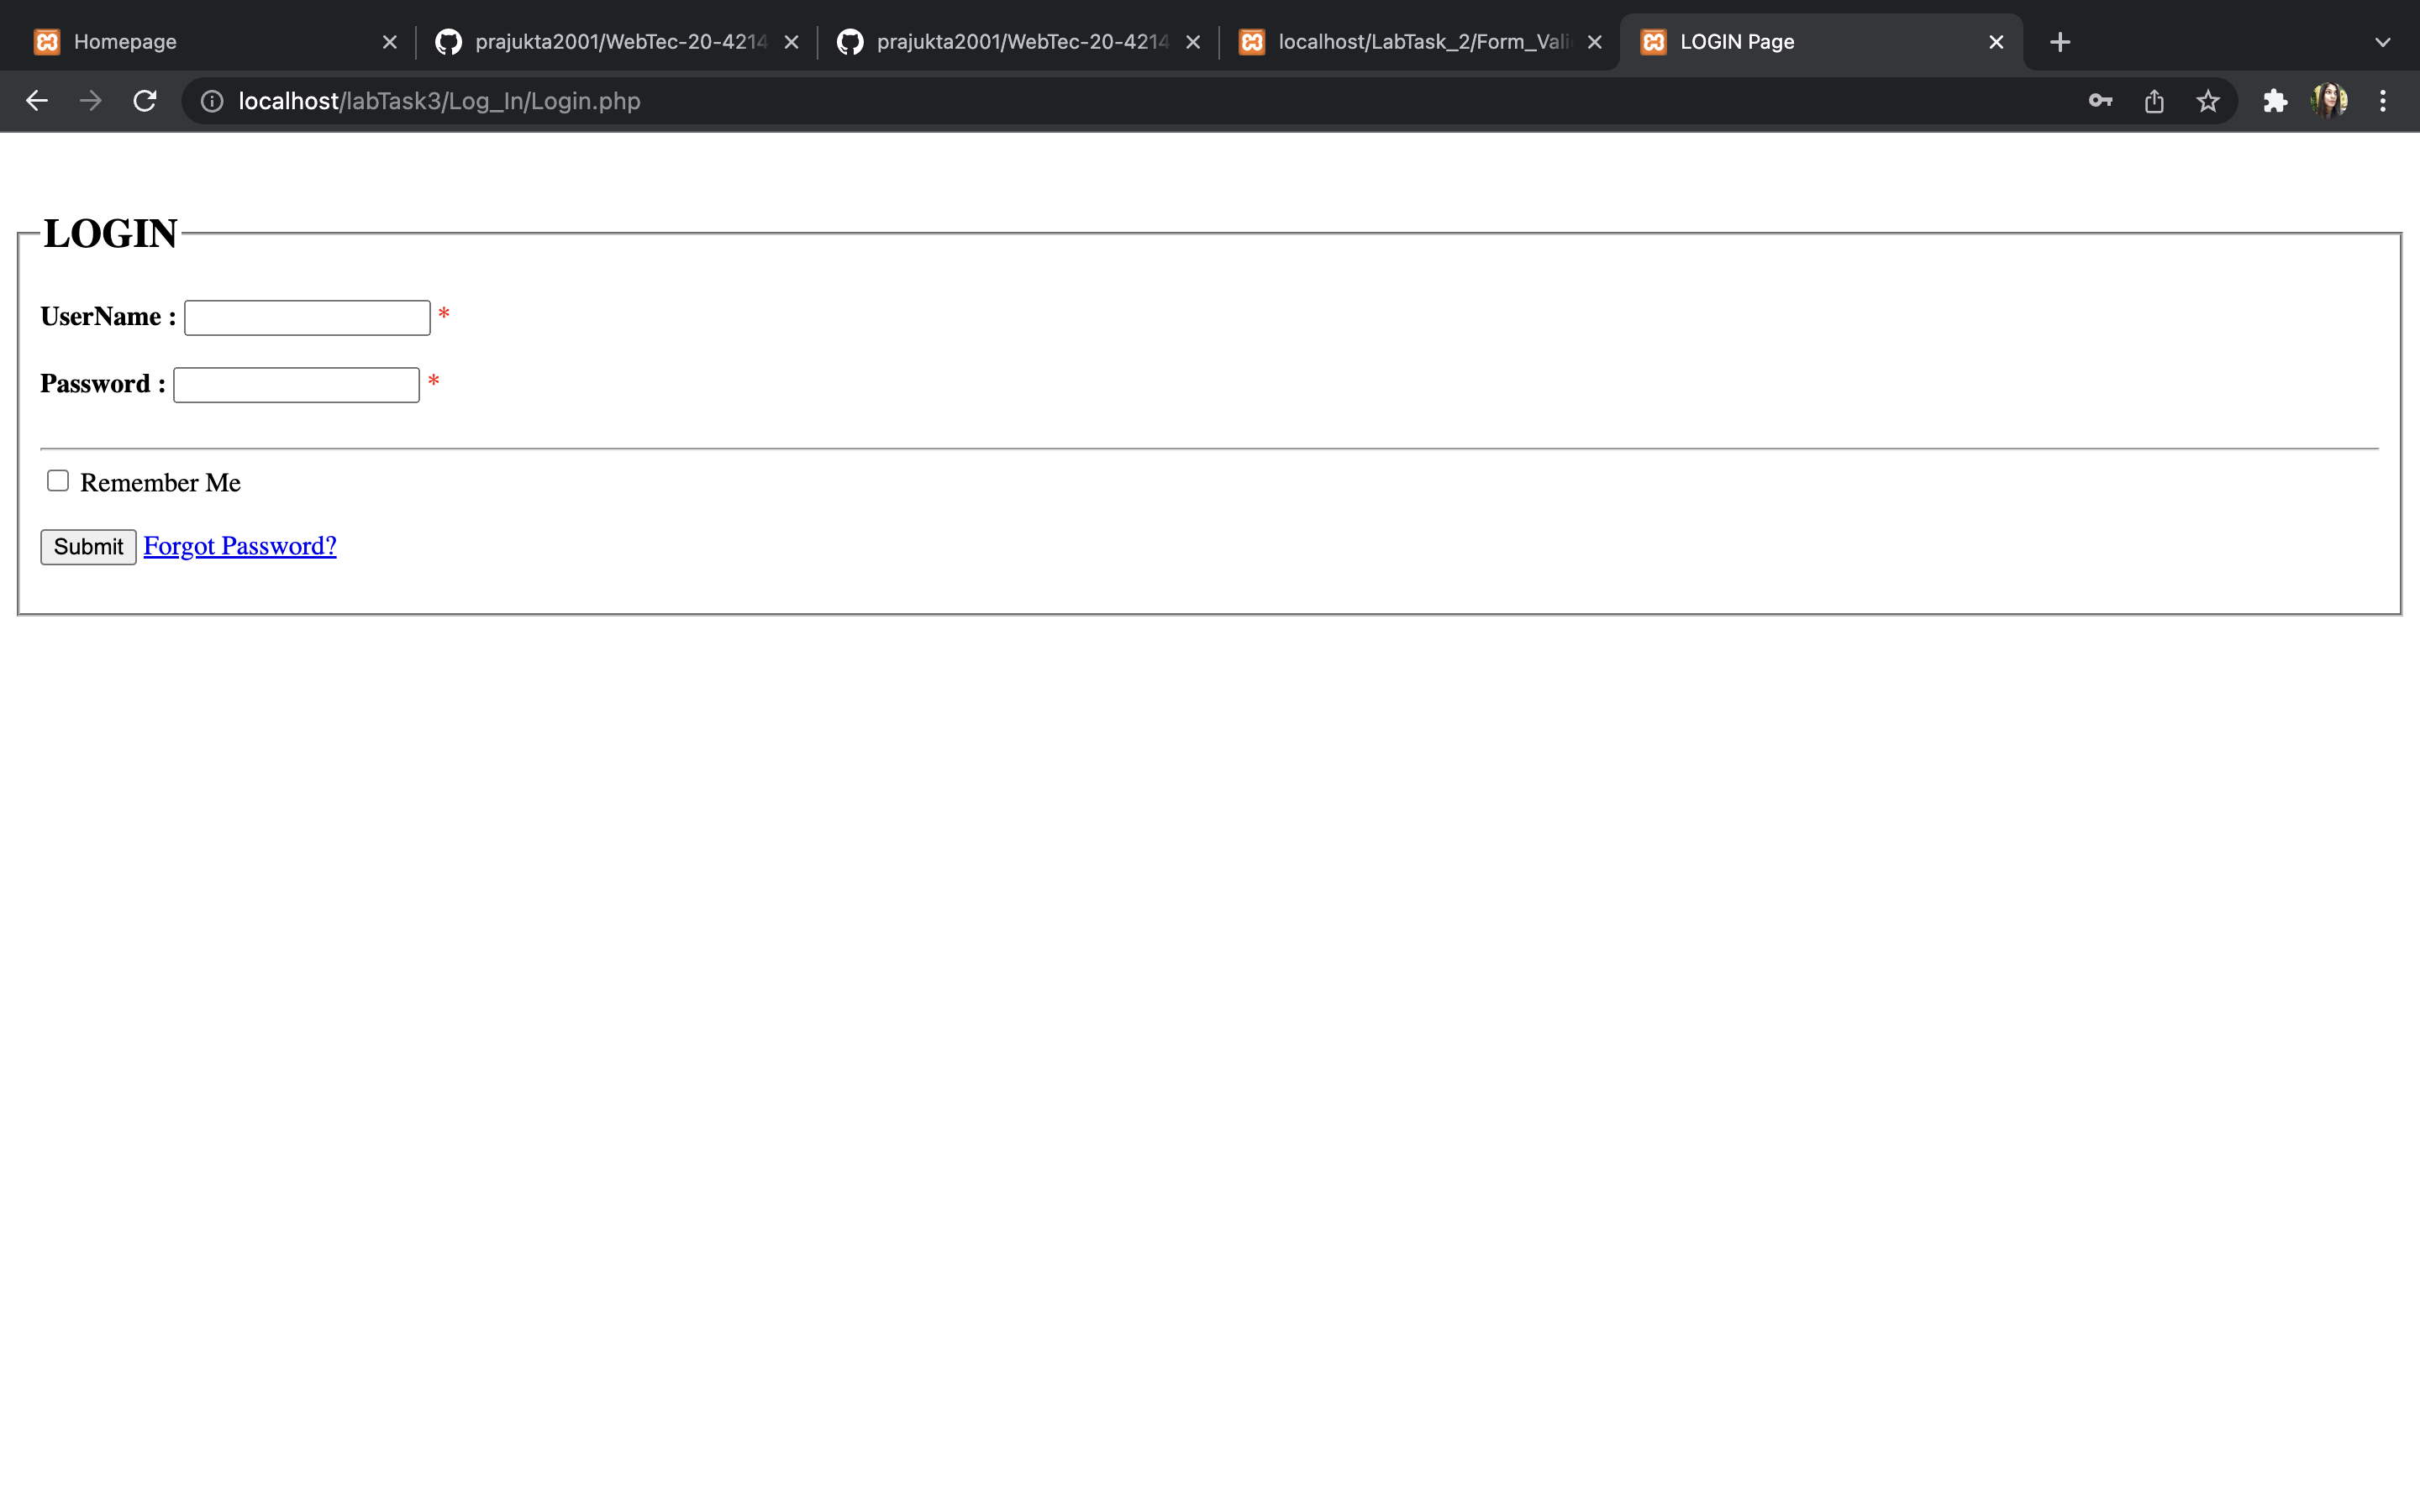 Homepage prajukta2001/WebTec-20-4214 prajukta2001/WebTec-20-4214 localhost/LabTask_2/Form_Vali LOGIN Page
localhost/labTask3/Log_In/Login.php
LOGIN
UserName : *
Password : *
Remember Me
Submit Forgot Password?